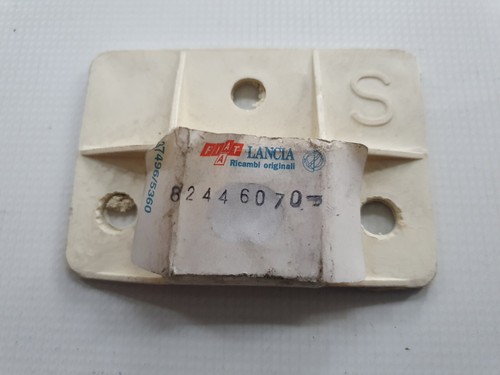 S
FIAT LANCIA
A
Ricambi originali
82446070